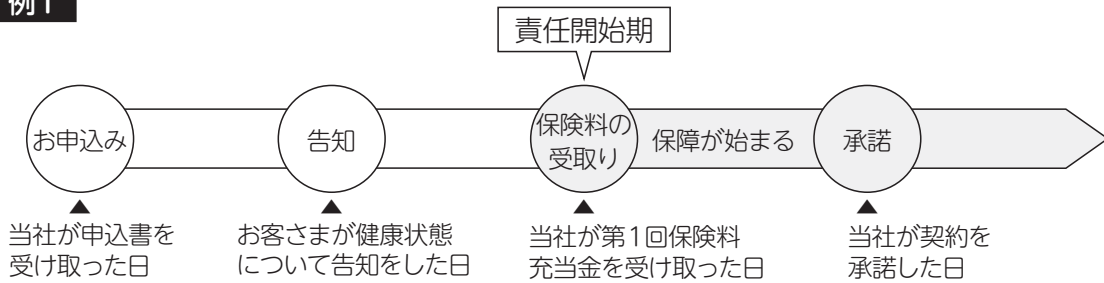 例1
責任開始期
お申込み
告知
保険料の
受取り
保障が始まる
承諾
当社が申込書を
受け取った日
お客さまが健康状態
について告知をした日
当社が第1回保険料
充当金を受け取った日
当社が契約を
承諾した日